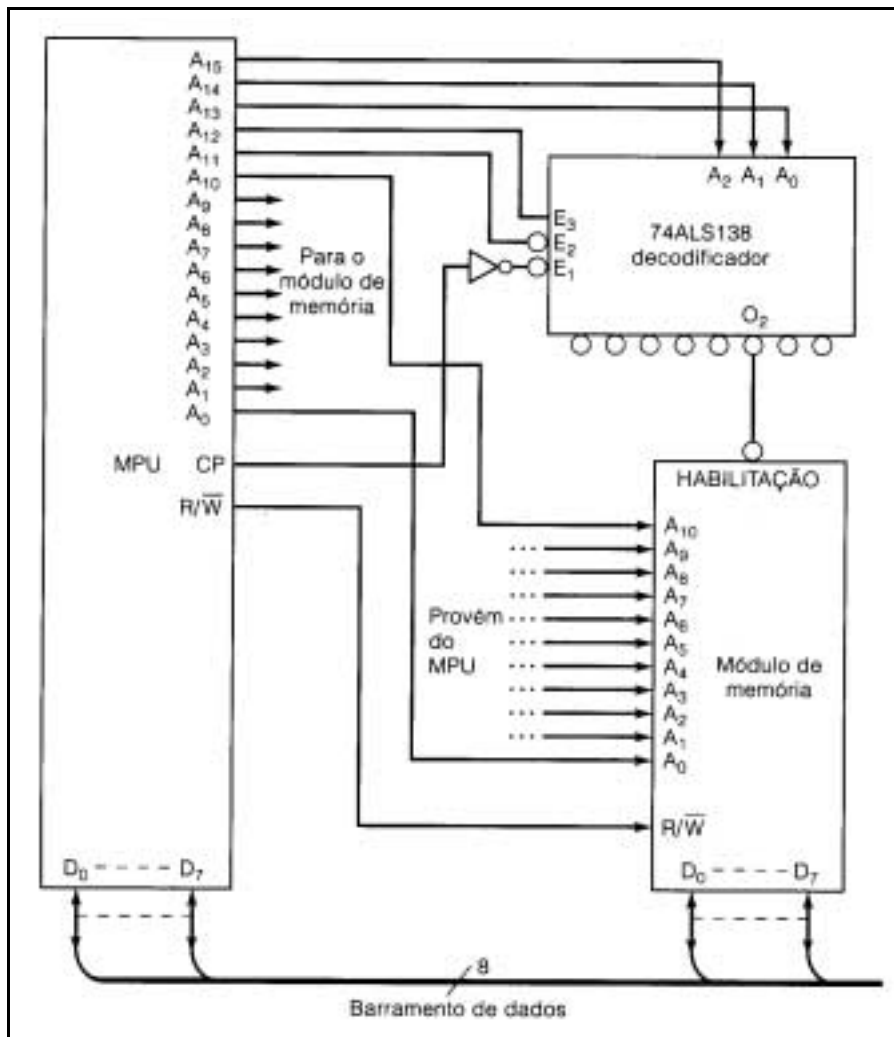 A15
A14
A13
A12
A11
A10
A9
A8
A7
A6
A5
A4
A3
A2
A1
A0
Para o
módulo de
memória
MPU CP
R/W̅
D0 D7
A2 A1 A0
E3
E2
E1
74ALS138
decodificador
O2
HABILITAÇÃO
A10
A9
A8
A7
A6
A5
A4
A3
A2
A1
A0
Provêm
do
MPU
Módulo de
memória
R/W̅
D0 D7
8
Barramento de dados